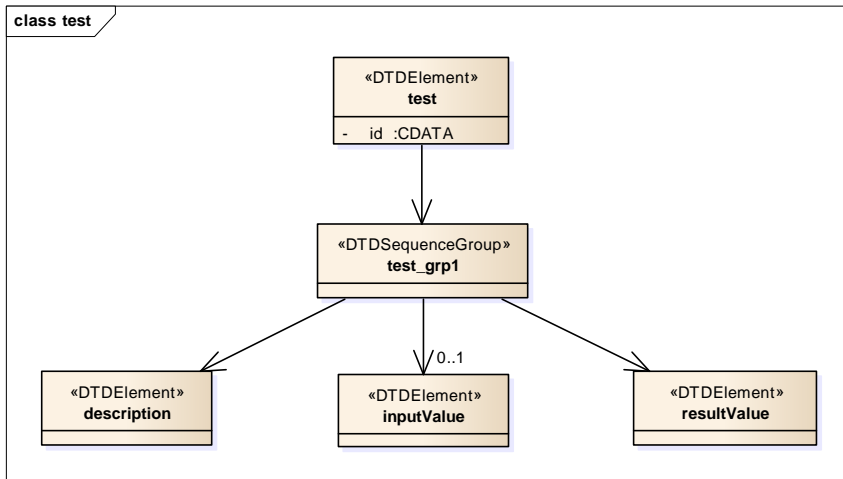 class test
«DTDElement»
test
- id :CDATA
«DTDSequenceGroup»
test_grp1
0..1
«DTDElement»
description
«DTDElement»
inputValue
«DTDElement»
resultValue